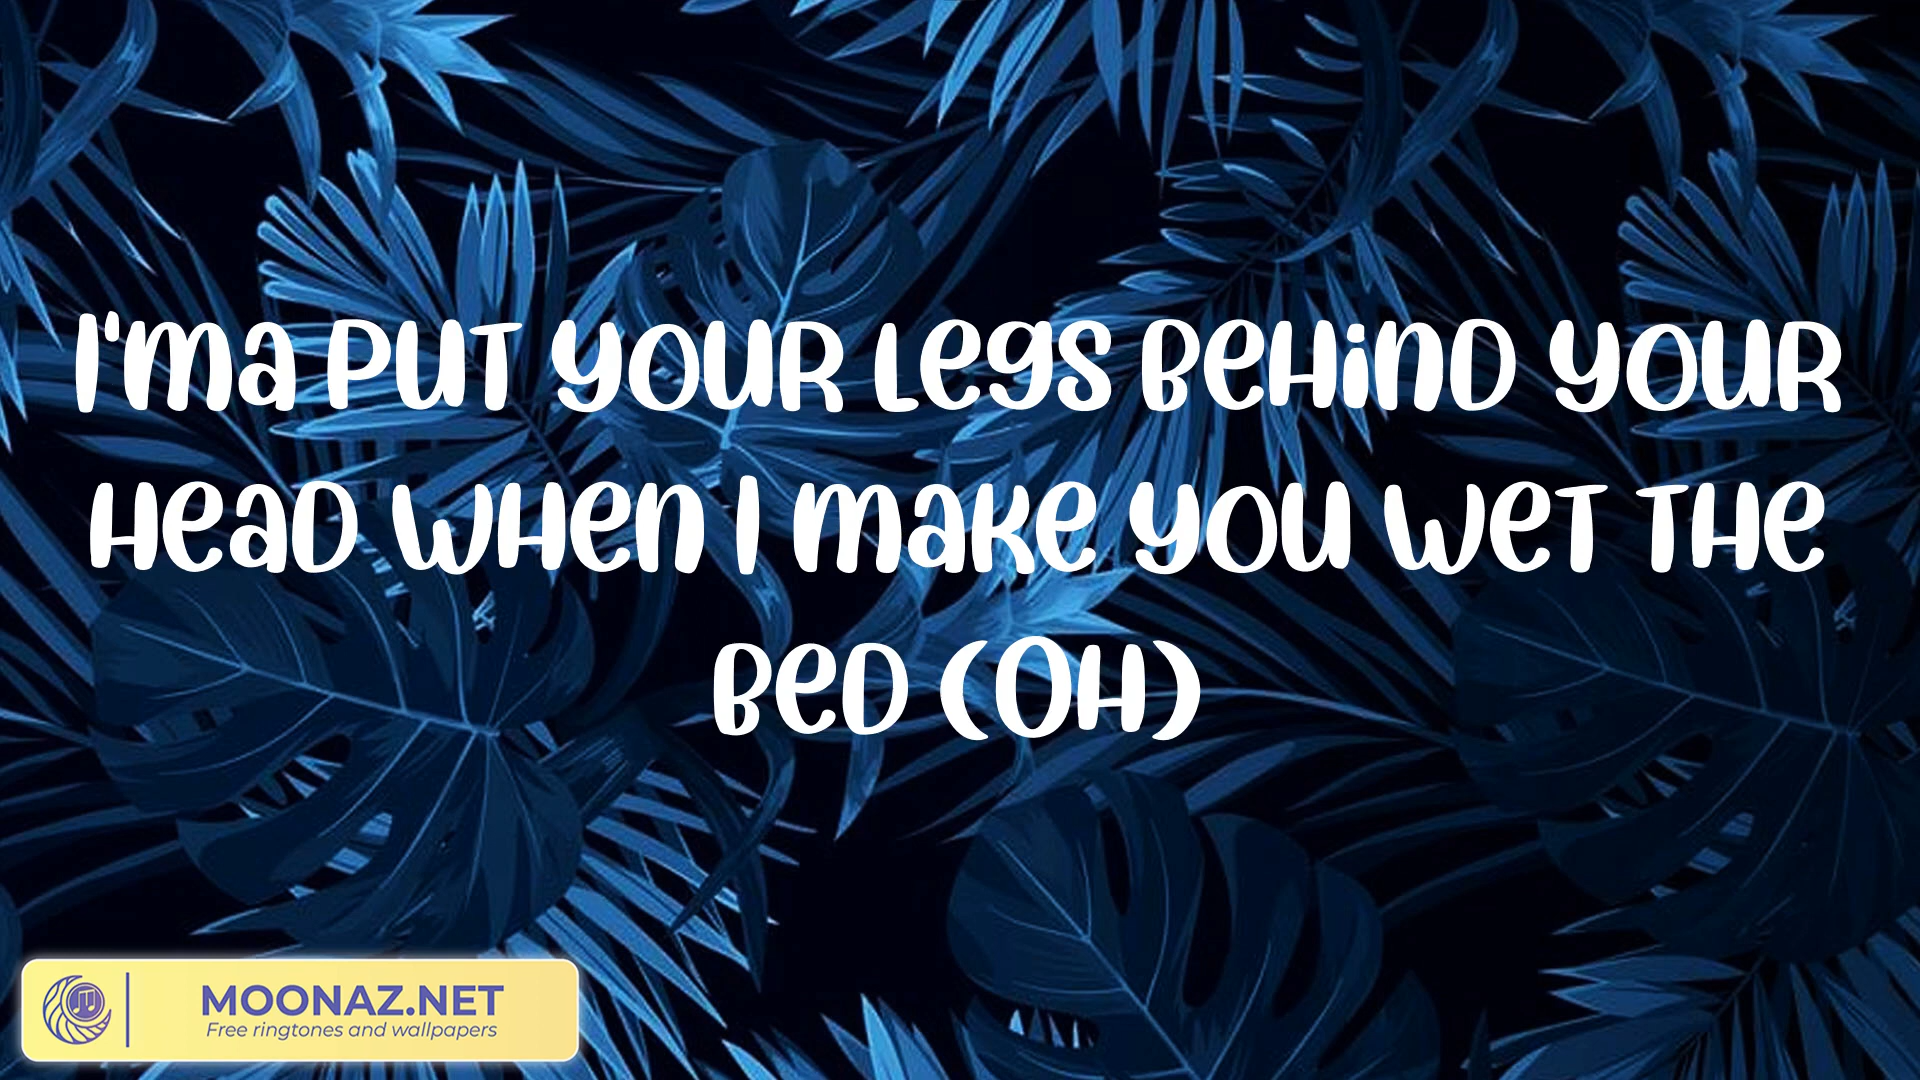 I'ma put your legs behind your
head when I make you wet the
bed (Oh)
MOONAZ.NET
Free ringtones and wallpapers